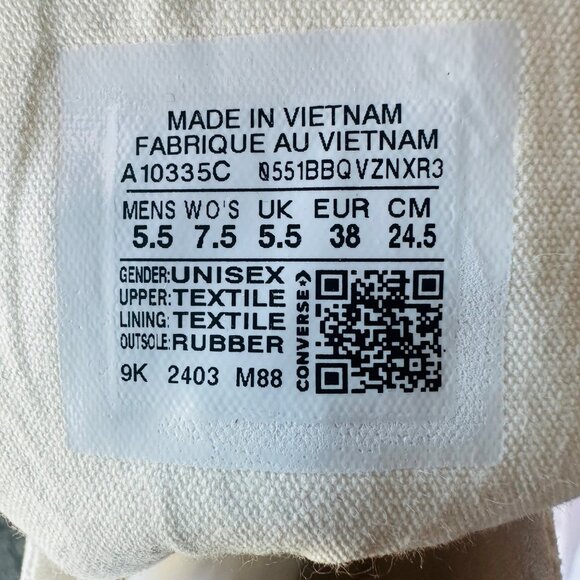 MADE IN VIETNAM
FABRIQUE AU VIETNAM
A10335C 0551BBQVZNXR3
MENS WO'S UK EUR CM
5.5 7.5 5.5 38 24.5
GENDER: UNISEX
UPPER: TEXTILE
LINING: TEXTILE
OUTSOLE: RUBBER
9K 2403 M88
CONVERSE